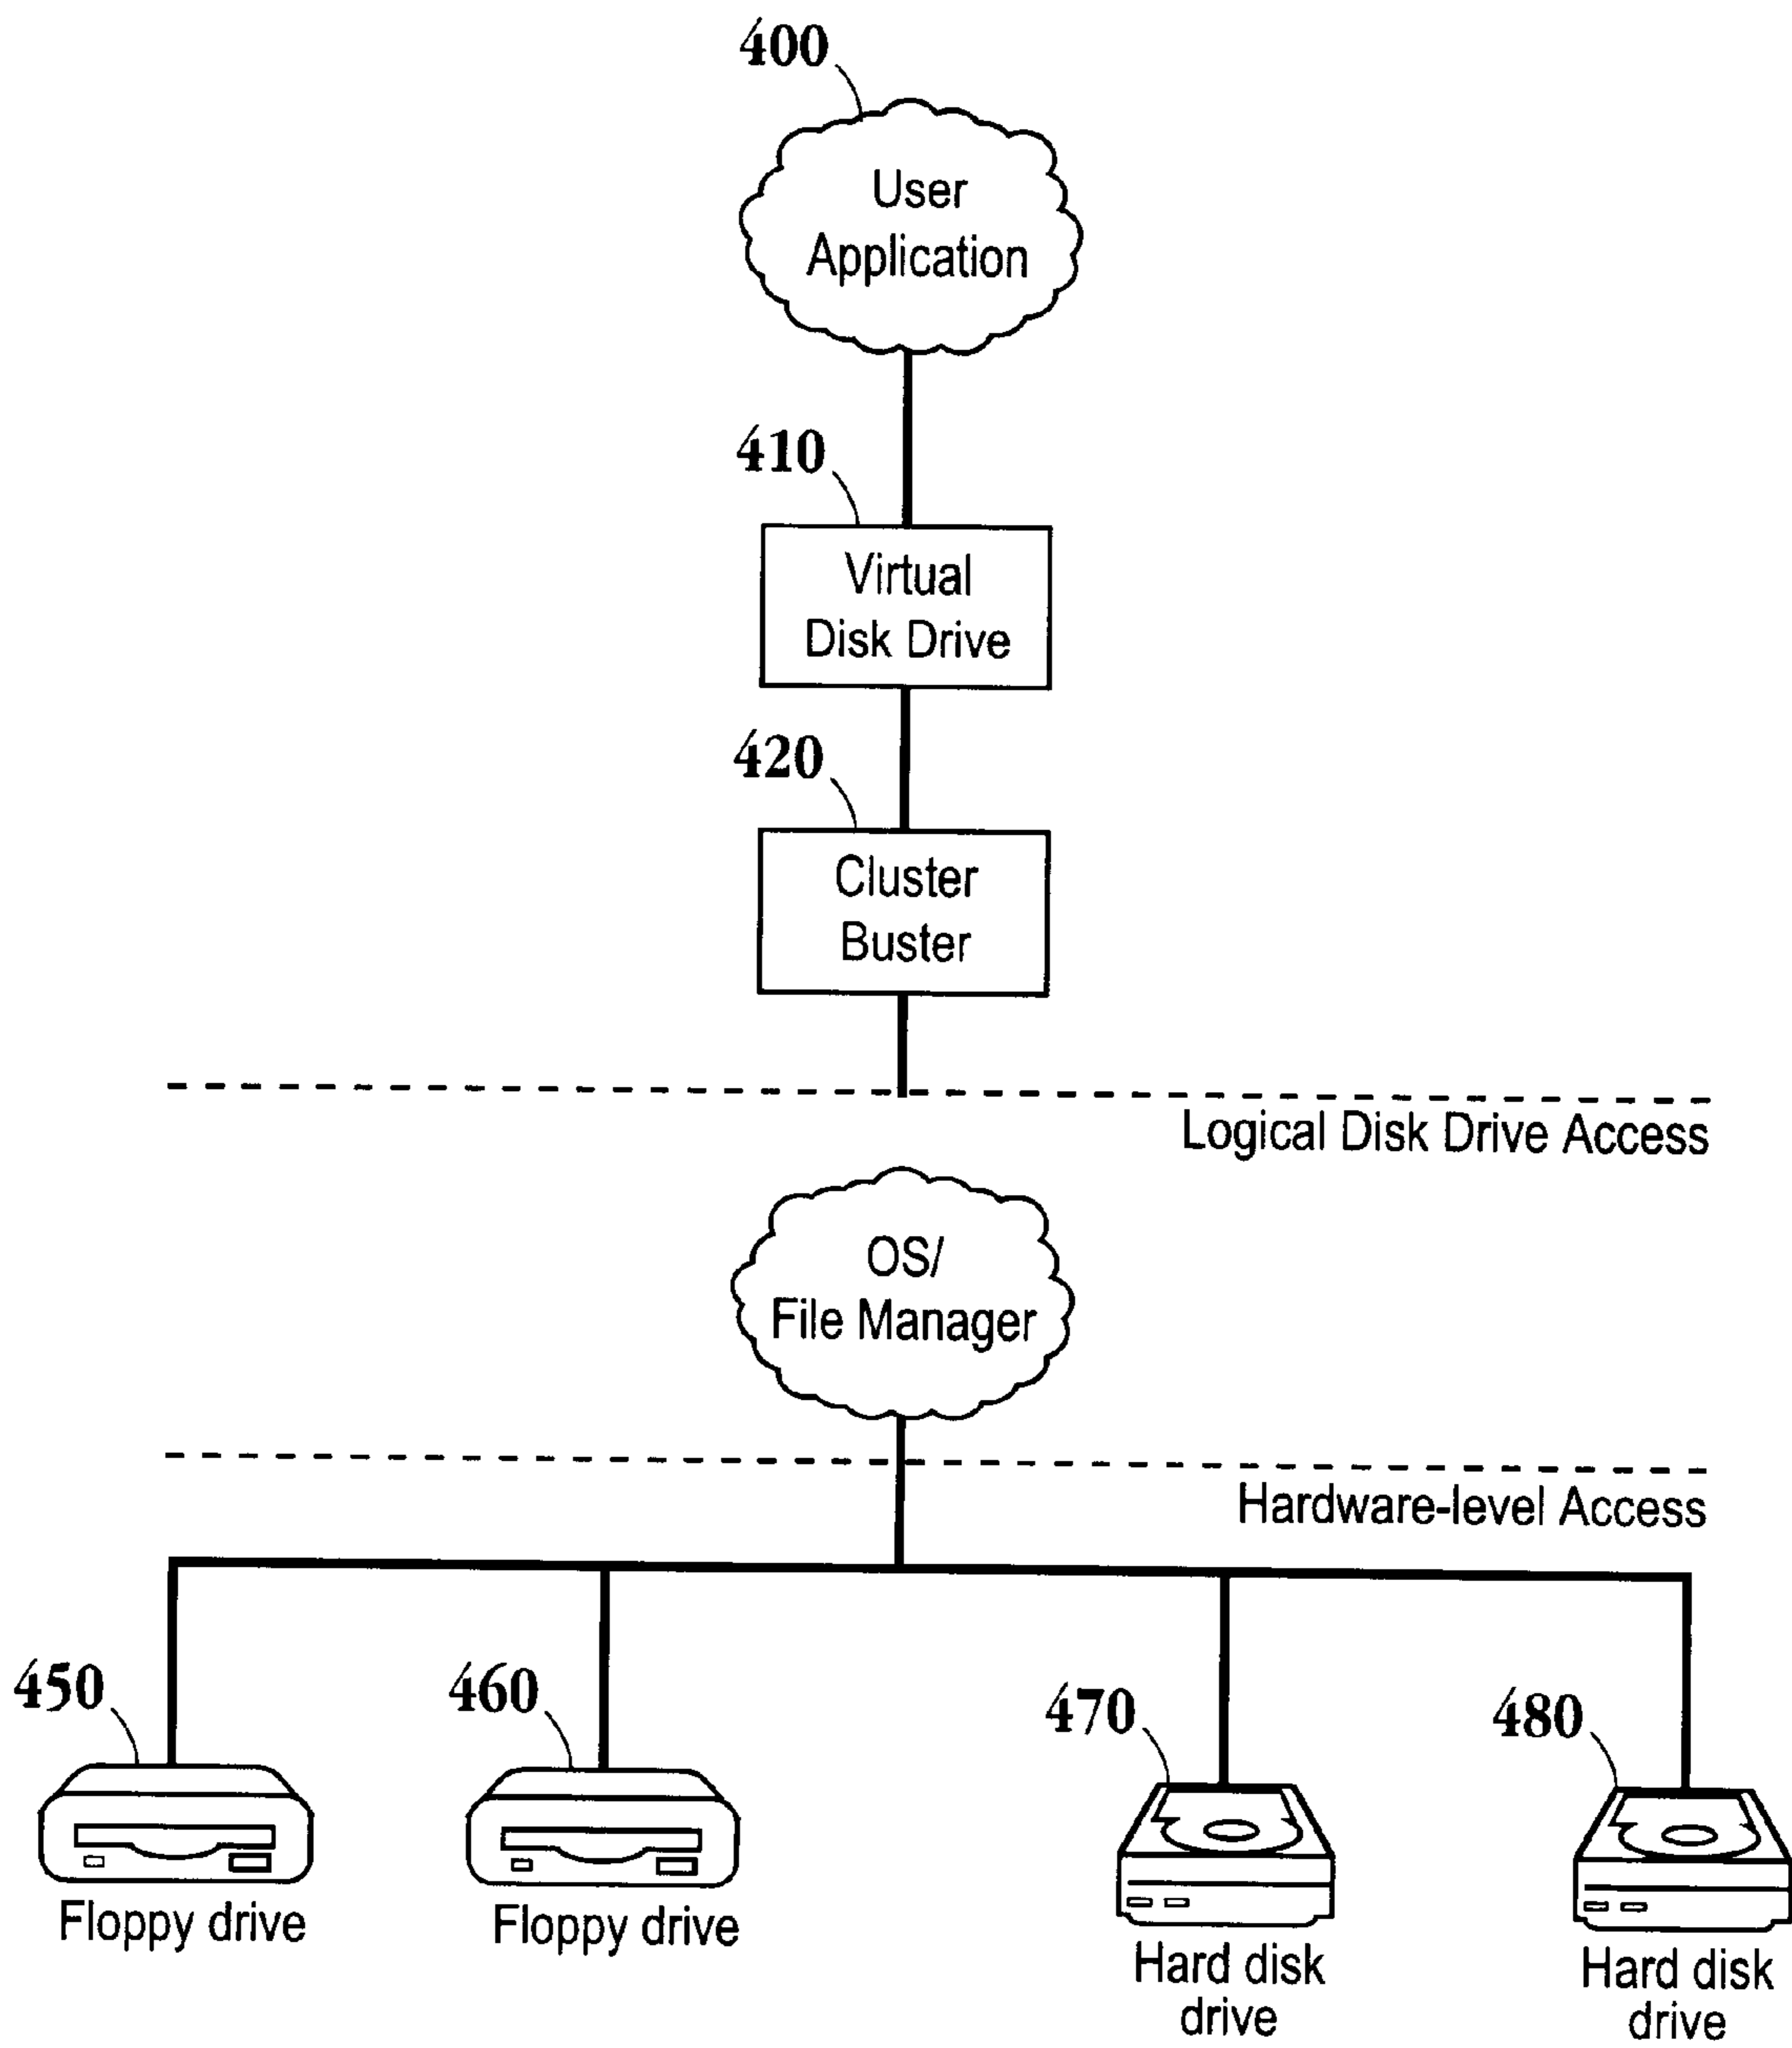 400
User
Application
410
Virtual
Disk Drive
420
Cluster
Buster
Logical Disk Drive Access
OS/
File Manager
Hardware-level Access
450
460
470
480
Floppy drive
Floppy drive
Hard disk
drive
Hard disk
drive